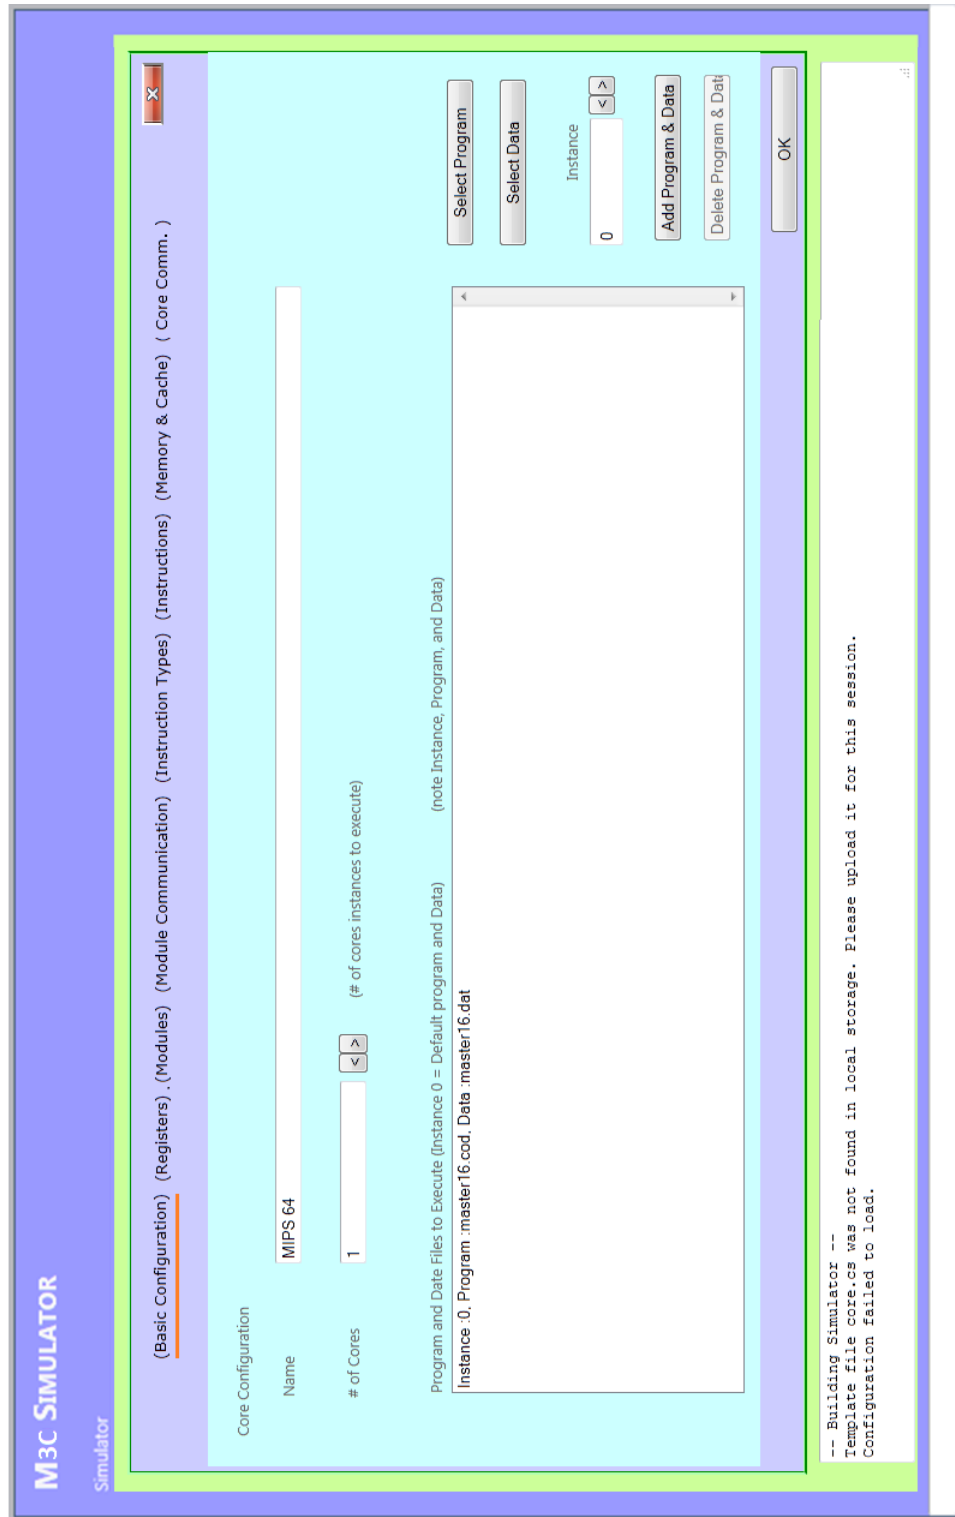 M3C SIMULATOR
Simulator
(Basic Configuration) (Registers) . (Modules) (Module Communication) (Instruction Types) (Instructions) (Memory & Cache) ( Core Comm. )
X
Core Configuration
Name MIPS 64
# of Cores 1 < > (# of cores instances to execute)
Program and Date Files to Execute (Instance 0 = Default program and Data) (note Instance, Program, and Data)
Instance :0, Program :master16.cod, Data :master16.dat
Select Program
Select Data
Instance
0 < >
Add Program & Data
Delete Program & Dat
OK
-- Building Simulator --
Template file core.cs was not found in local storage. Please upload it for this session.
Configuration failed to load.